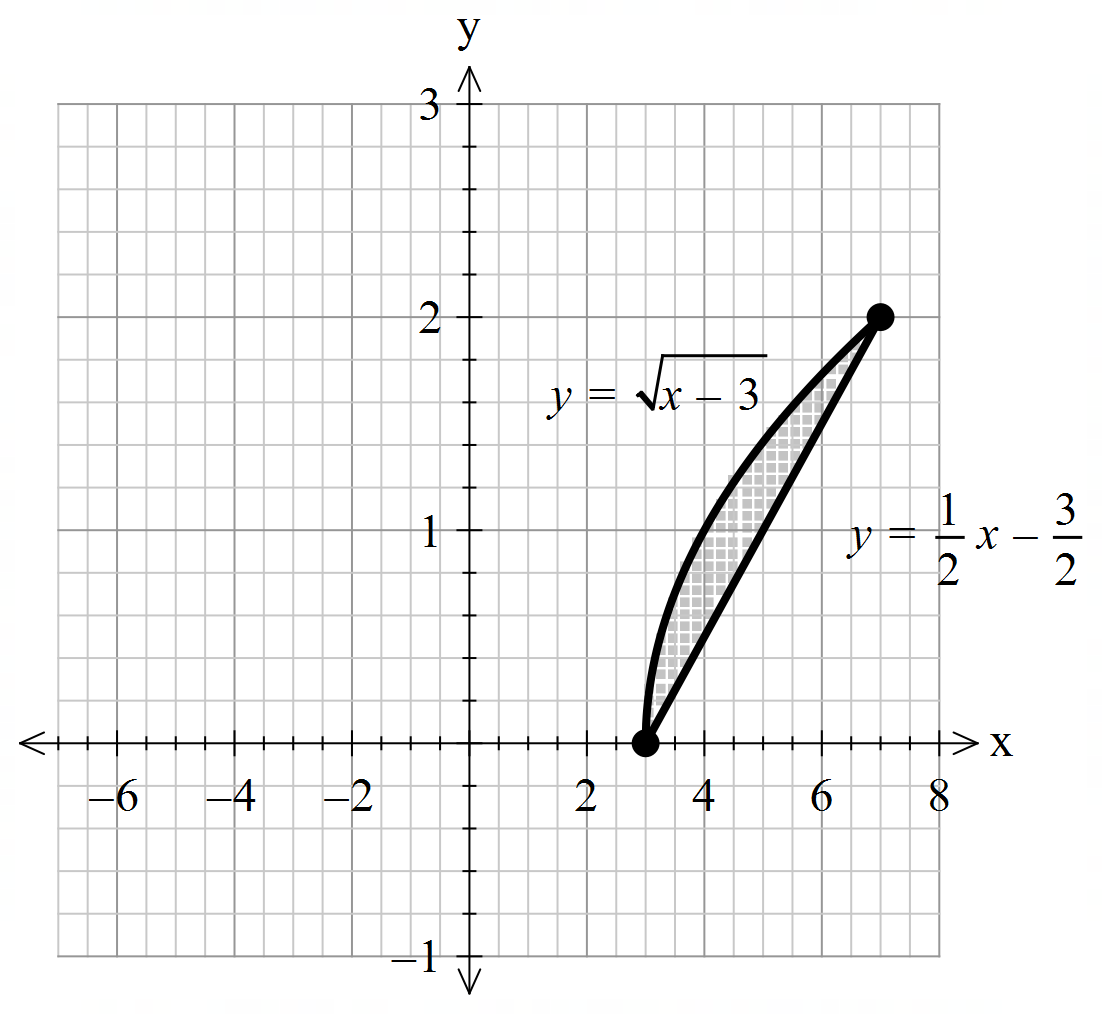 y
3
2
y = √x – 3
1
y = 1/2 x – 3/2
x
–6 –4 –2 2 4 6 8
–1